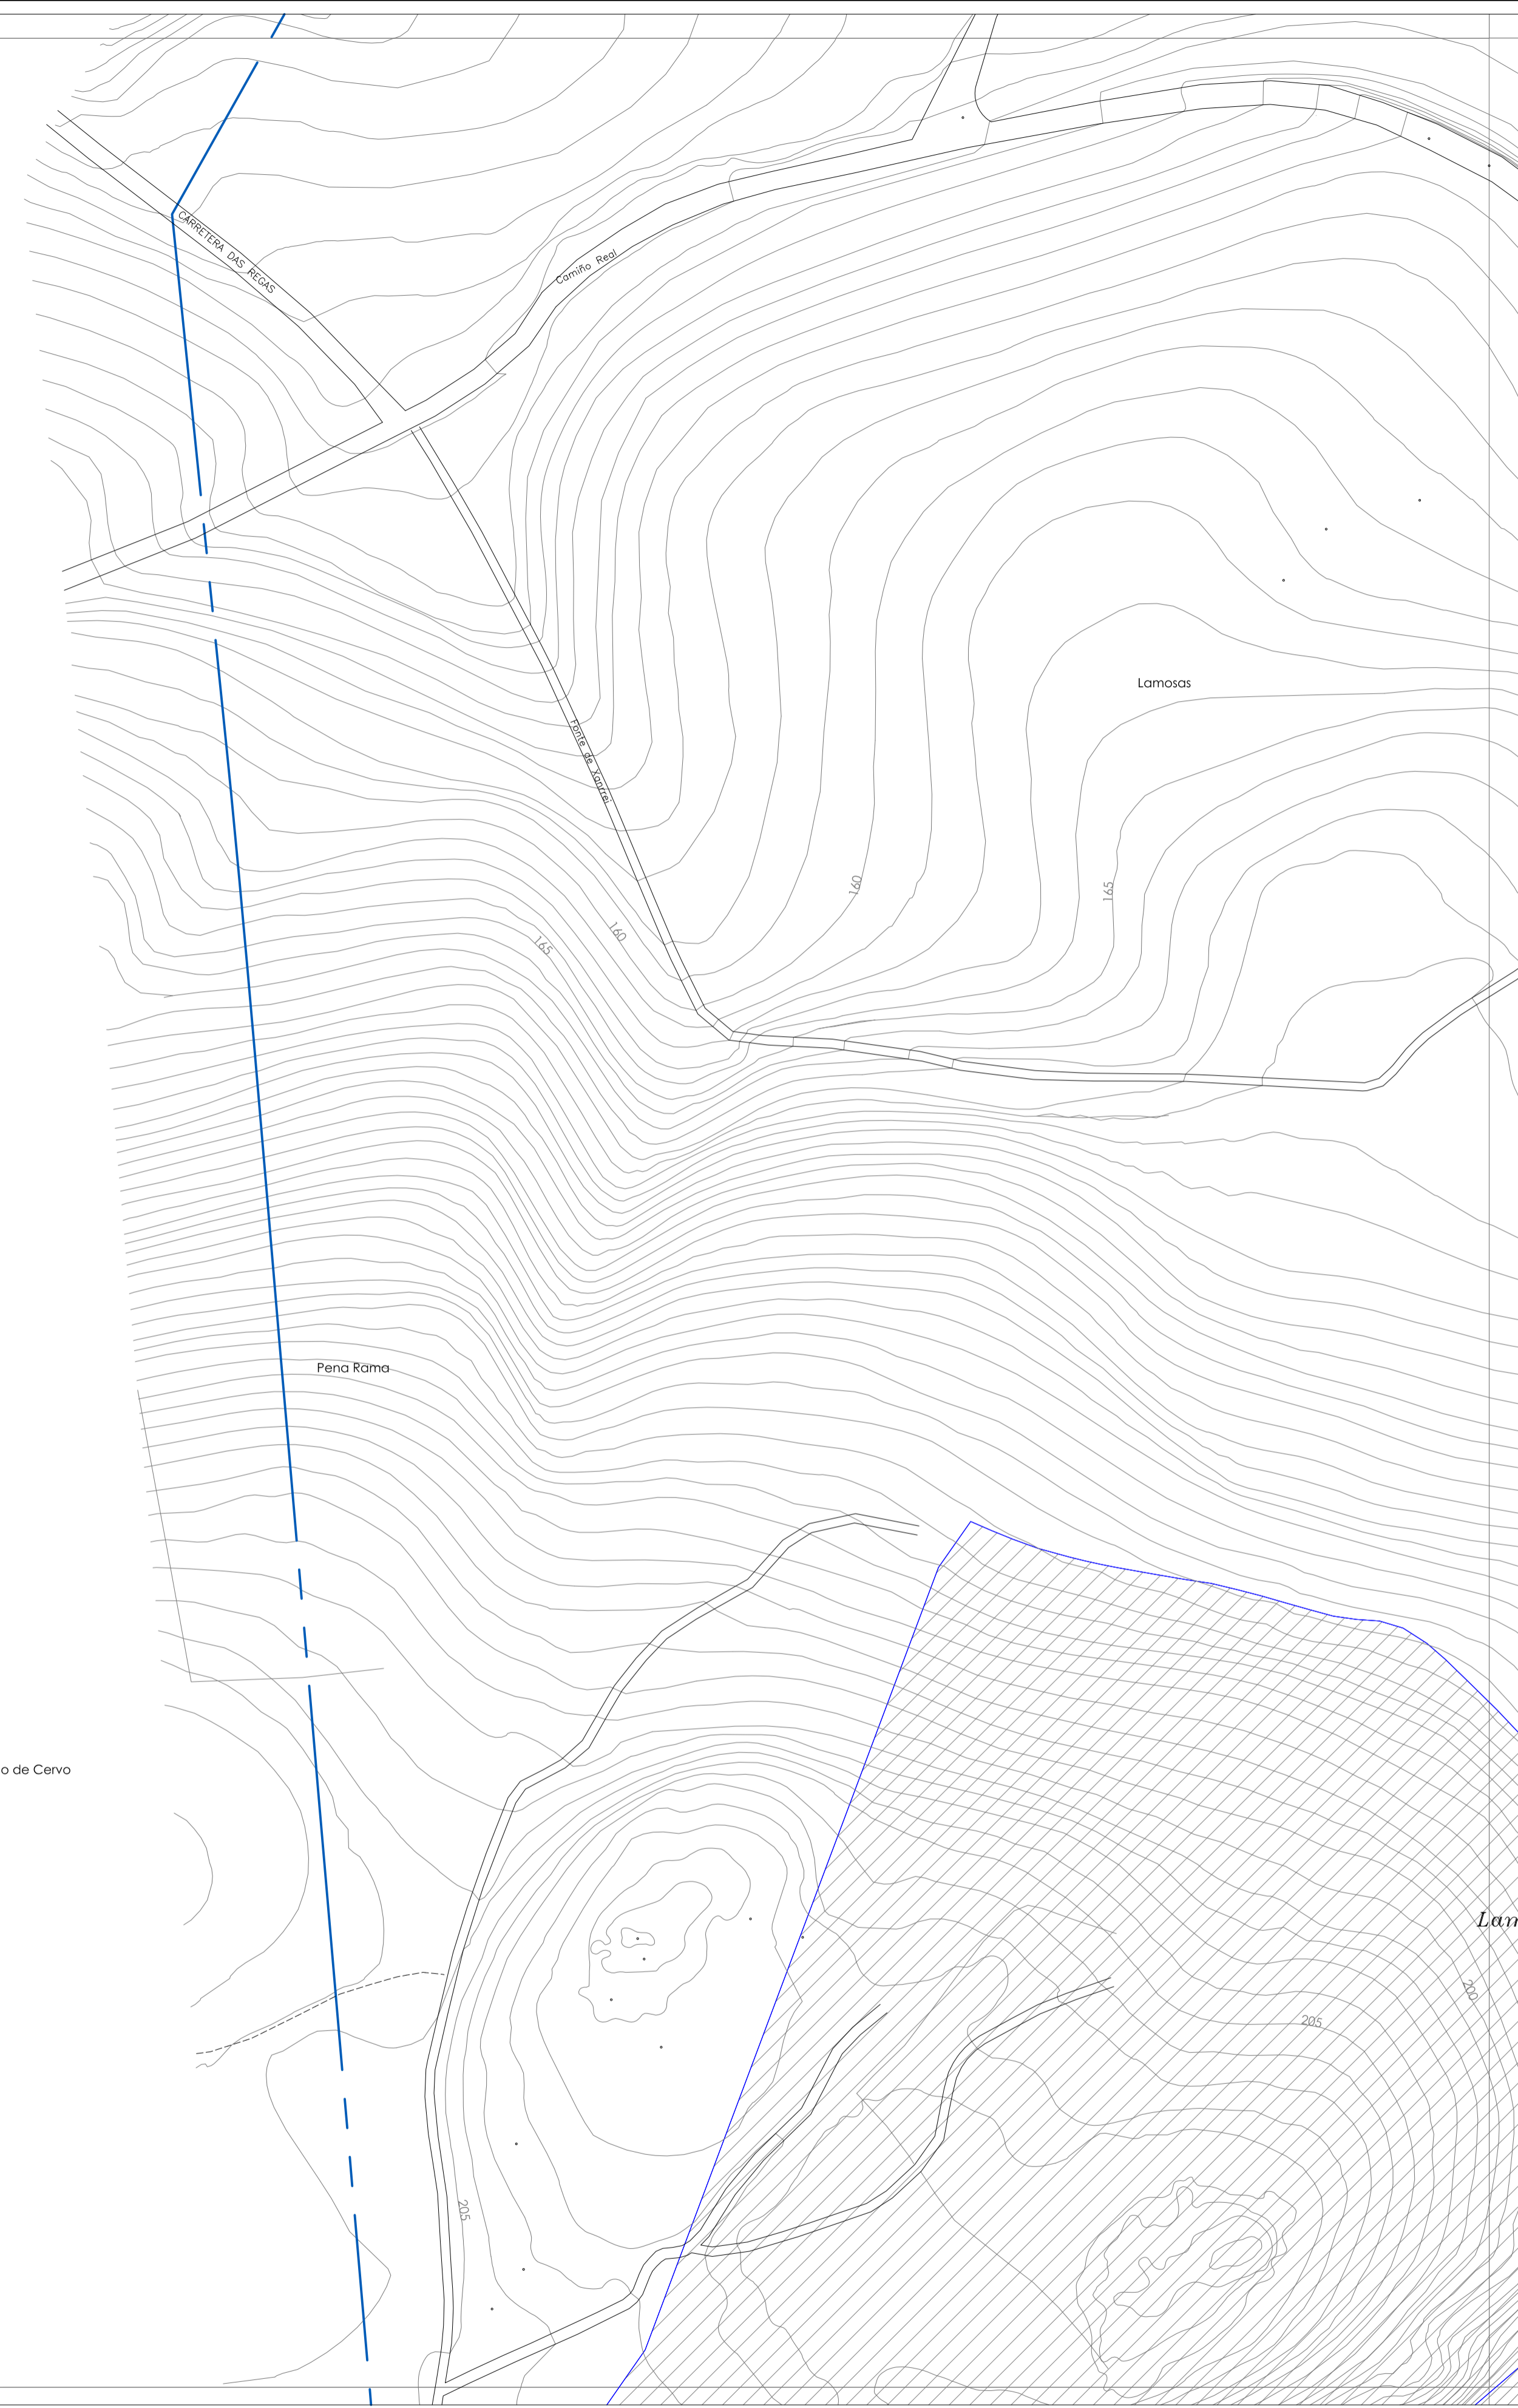 CARRETERA DAS REGAS
Camiño Real
Lamosas
Fonte de Xanrrei
160
165
160
165
Pena Rama
o de Cervo
Lam
200
205
205